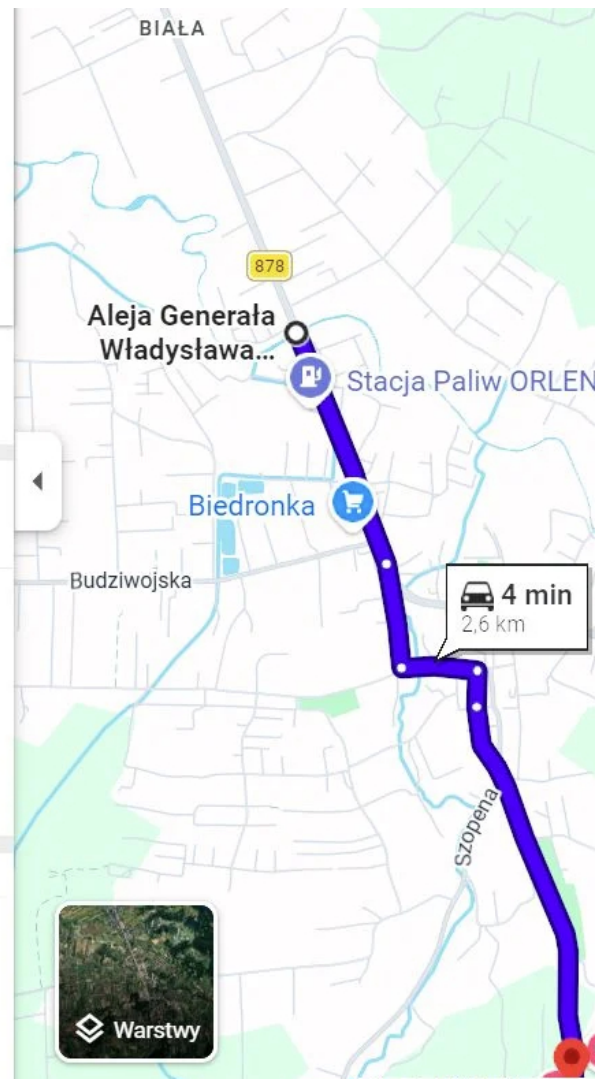 BIAŁA
878
Aleja Generała
Władysława...
Stacja Paliw ORLEN
Biedronka
Budziwojska
4 min
2,6 km
Szopena
Warstwy